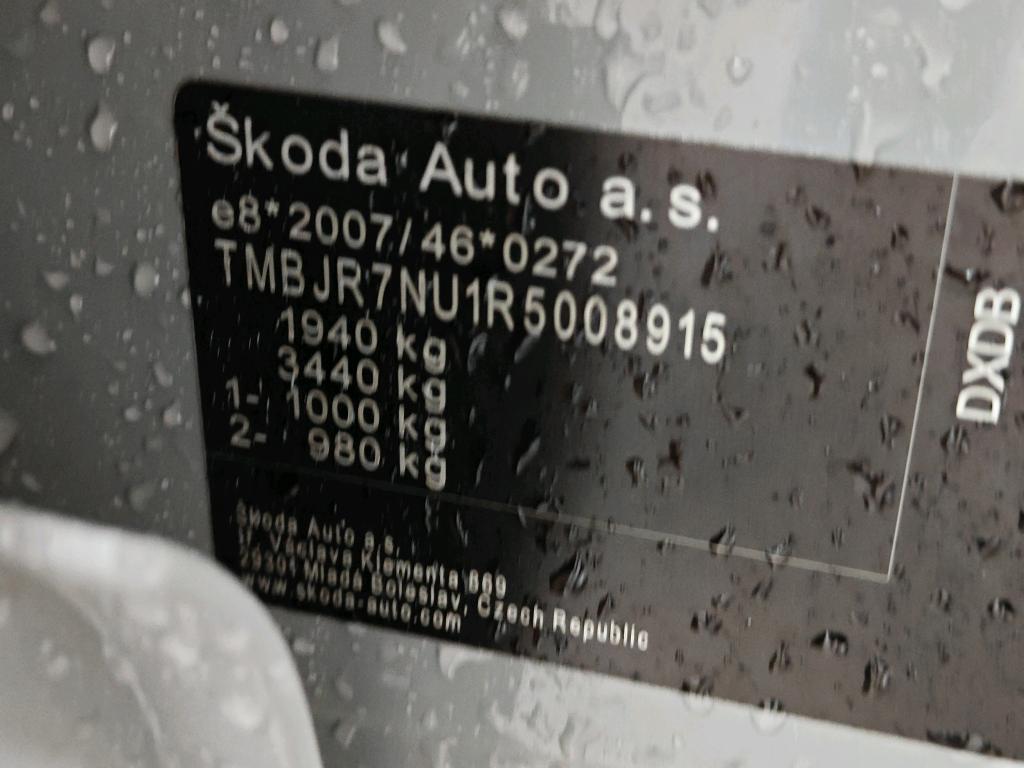 Škoda Auto a.s.
e8*2007/46*0272
TMBJR7NU1R5008915
1940 kg
3440 kg
1- 1000 kg
2- 980 kg
DXDB
Škoda Auto a.s.
tř. Václava Klementa 869
29301 Mladá Boleslav, Czech Republic
www.skoda-auto.com